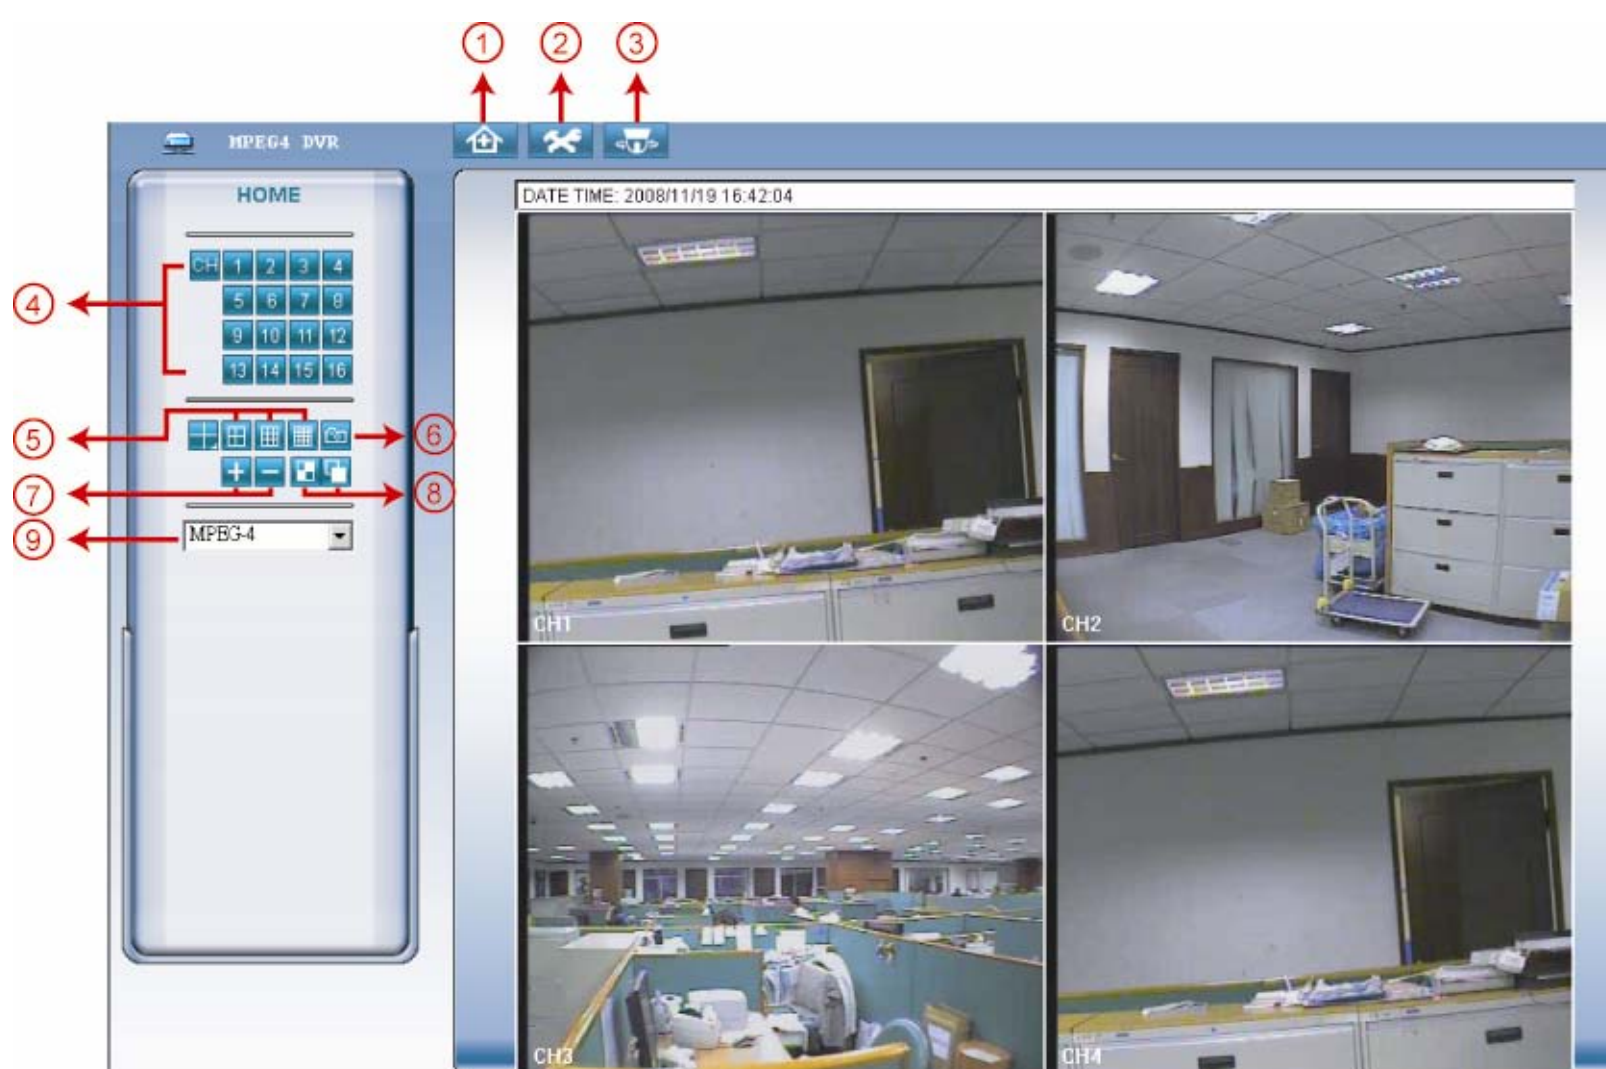 1 2 3
MPEG4 DVR
HOME
DATE TIME: 2008/11/19 16:42:04
CH 1 2 3 4
4
5 6 7 8
9 10 11 12
13 14 15 16
5
6
7
8
MPEG-4
9
CH1
CH2
CH3
CH4